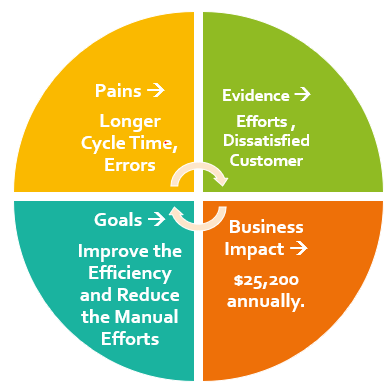 Pains →
Longer
Cycle Time,
Errors
Evidence →
Efforts ,
Dissatisfied
Customer
Goals →
Improve the
Efficiency
and Reduce
the Manual
Efforts
Business
Impact →
$25,200
annually.